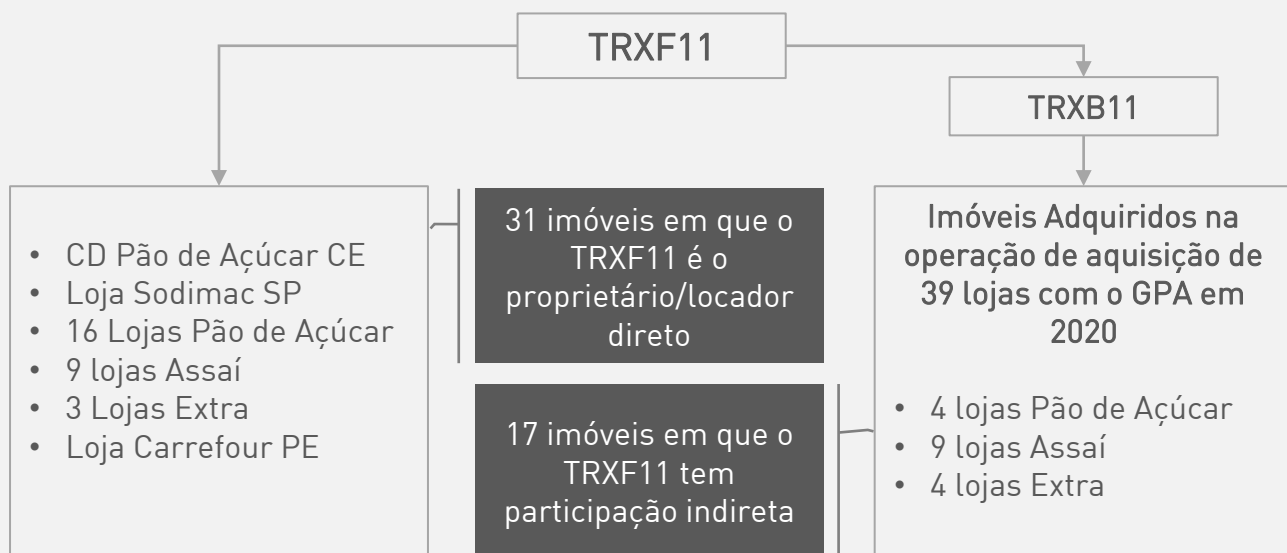 TRXF11
TRXB11
• CD Pão de Açúcar CE
• Loja Sodimac SP
• 16 Lojas Pão de Açúcar
• 9 lojas Assaí
• 3 Lojas Extra
• Loja Carrefour PE
31 imóveis em que o
TRXF11 é o
proprietário/locador
direto
17 imóveis em que o
TRXF11 tem
participação indireta
Imóveis Adquiridos na
operação de aquisição de
39 lojas com o GPA em
2020
• 4 lojas Pão de Açúcar
• 9 lojas Assaí
• 4 lojas Extra